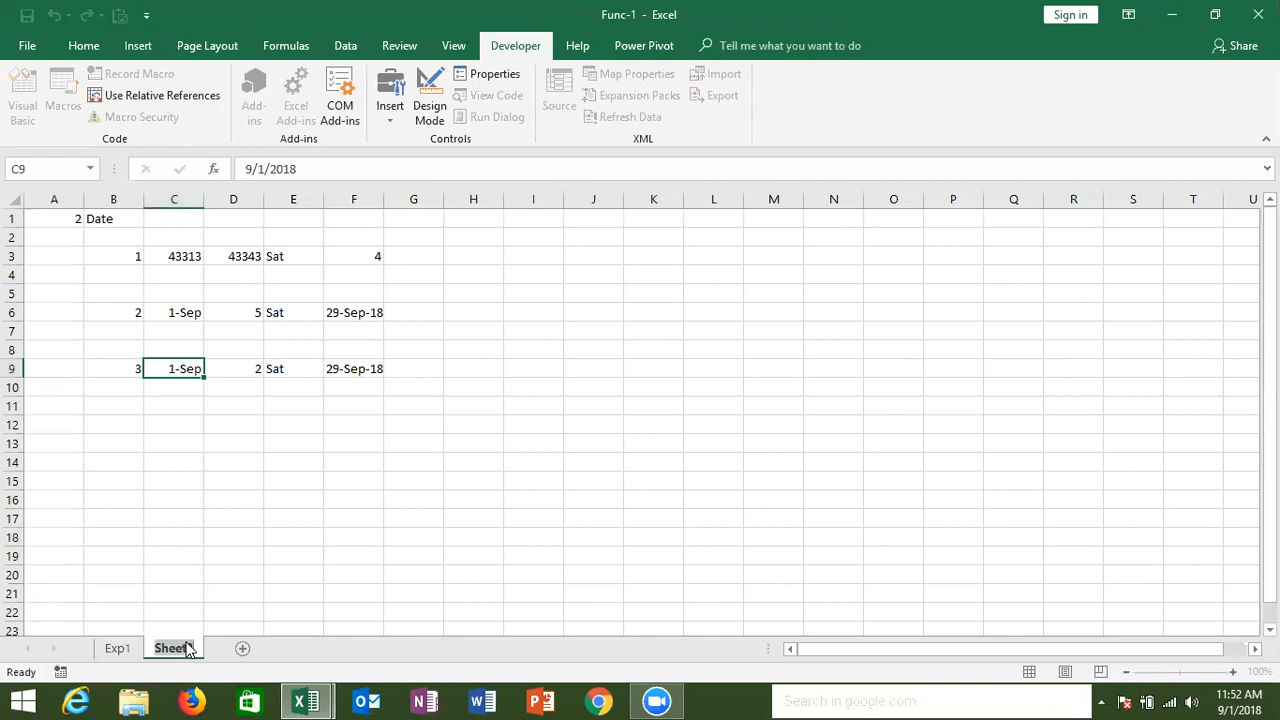 Func-1 - Excel
Sign in
File Home Insert Page Layout Formulas Data Review View Developer Help Power Pivot Tell me what you want to do Share
Visual Basic
Macros
Record Macro
Use Relative References
Macro Security
Code
Add-ins
Excel Add-ins
COM Add-ins
Add-ins
Insert
Design Mode
Properties
View Code
Run Dialog
Controls
Source
Map Properties
Expansion Packs
Refresh Data
Import
Export
XML
C9 fx 9/1/2018
A B C D E F G H I J K L M N O P Q R S T U
1 2 Date
2
3 1 43313 43343 Sat 4
4
5
6 2 1-Sep 5 Sat 29-Sep-18
7
8
9 3 1-Sep 2 Sat 29-Sep-18
10
11
12
13
14
15
16
17
18
19
20
21
22
23
Exp1
Ready 100%
Search in google.com
11:52 AM
9/1/2018